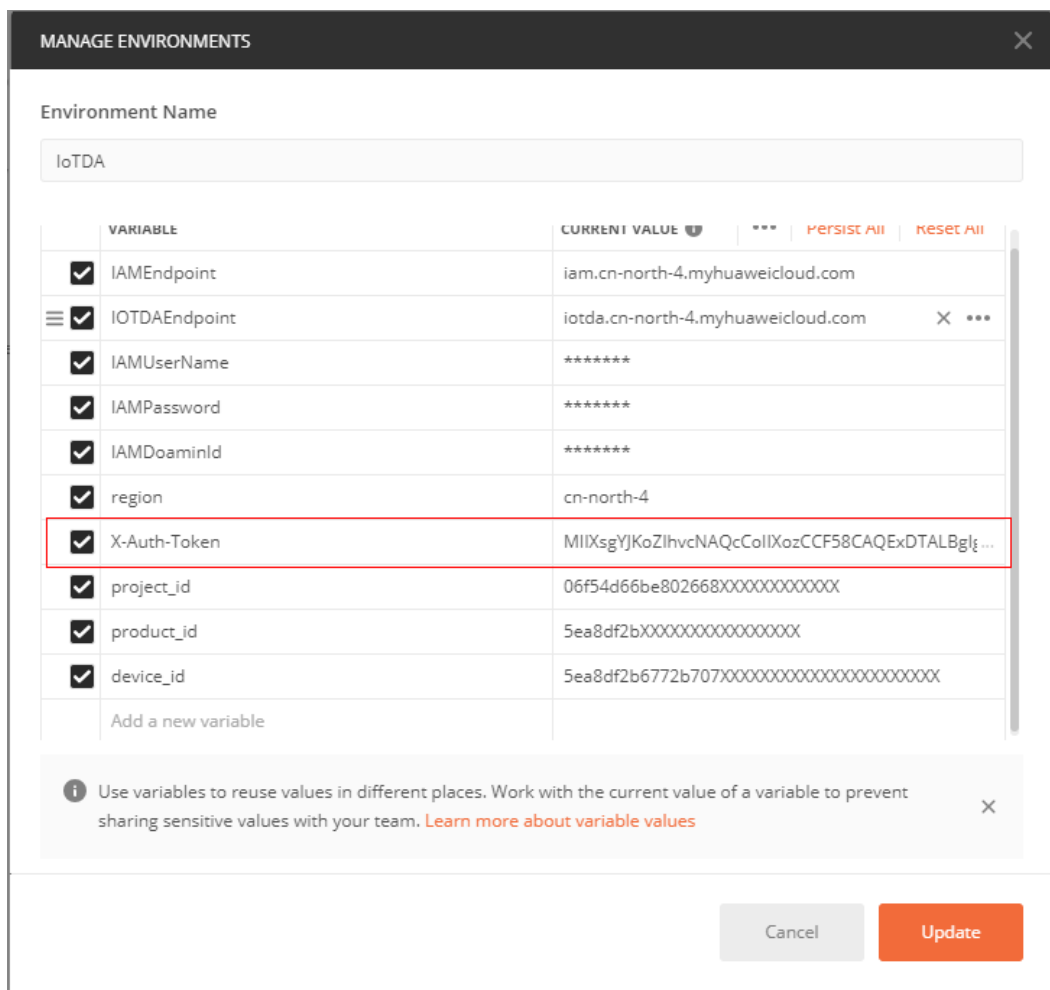 MANAGE ENVIRONMENTS
Environment Name
IoTDA
VARIABLE CURRENT VALUE Persist All Reset All
IAMEndpoint iam.cn-north-4.myhuaweicloud.com
IOTDAEndpoint iotda.cn-north-4.myhuaweicloud.com
IAMUserName *******
IAMPassword *******
IAMDoaminId *******
region cn-north-4
X-Auth-Token MIIXsgYJKoZIhvcNAQcCoIIXozCCF58CAQExDTALBglg...
project_id 06f54d66be802668XXXXXXXXXXXX
product_id 5ea8df2bXXXXXXXXXXXXXXXX
device_id 5ea8df2b6772b707XXXXXXXXXXXXXXXXXXXXXX
Add a new variable
Use variables to reuse values in different places. Work with the current value of a variable to prevent
sharing sensitive values with your team. Learn more about variable values
Cancel Update